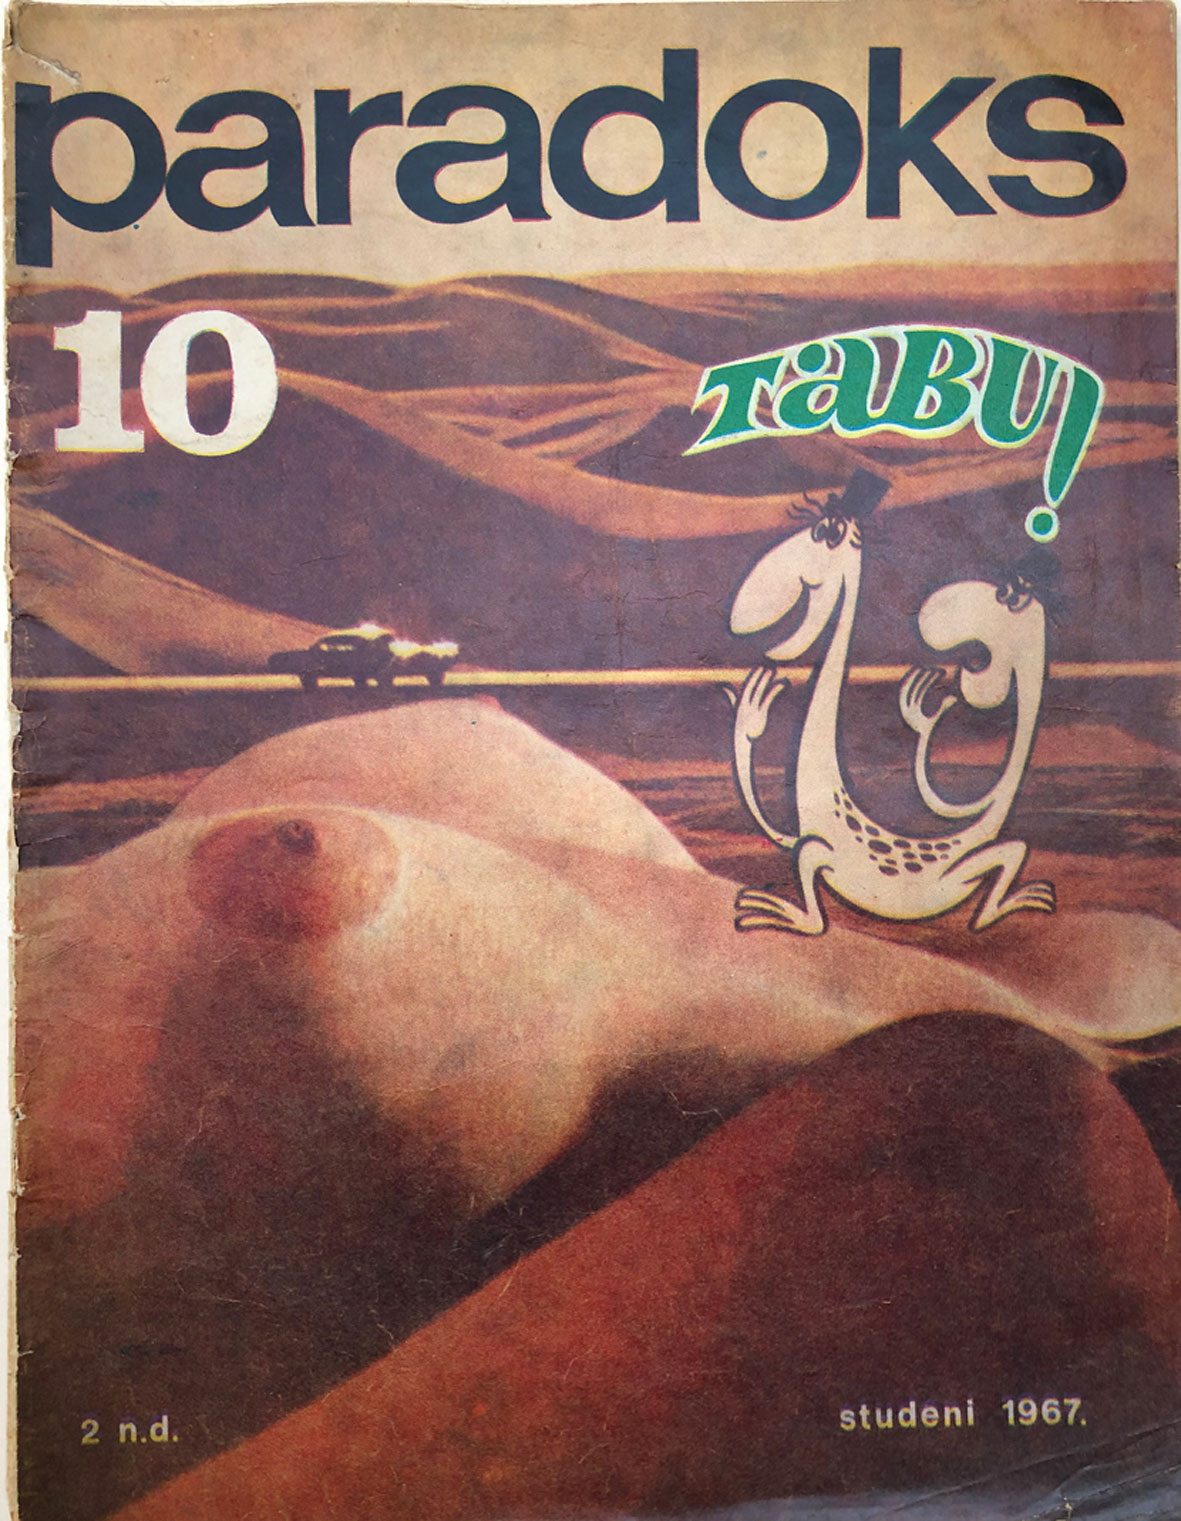 paradoks
10
TaBU!
2 n.d.
studeni 1967.